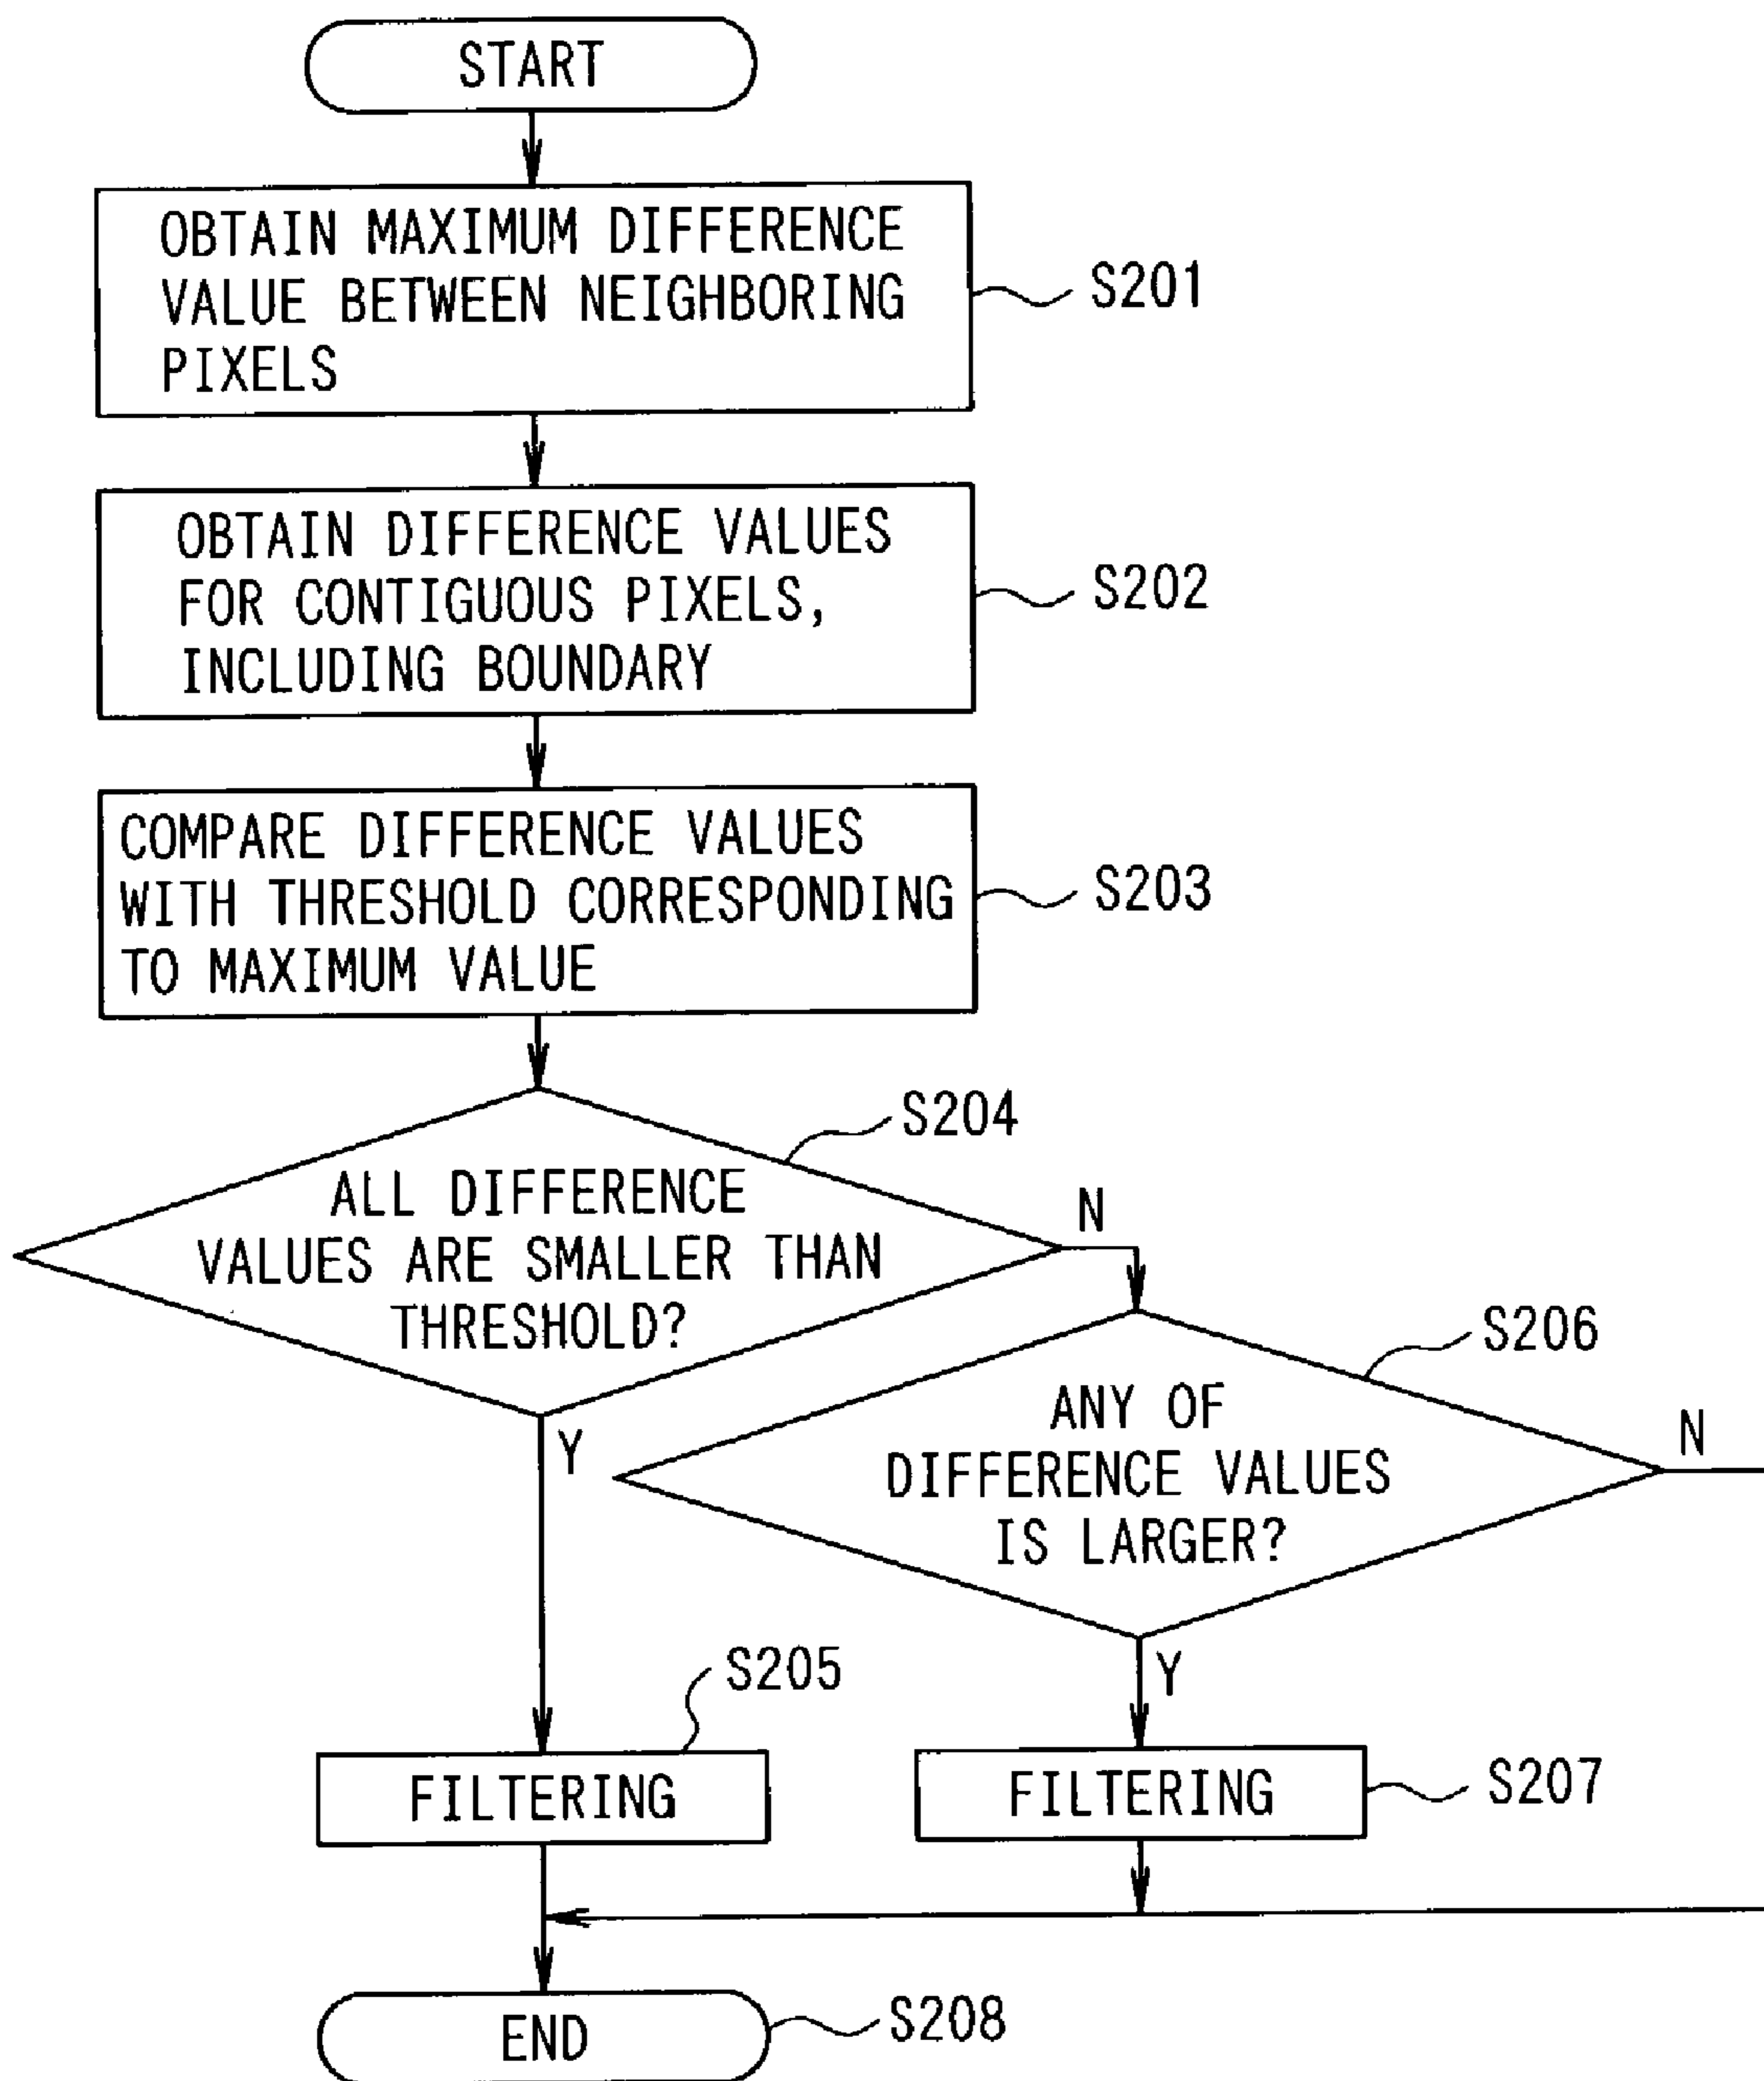 START
OBTAIN MAXIMUM DIFFERENCE
VALUE BETWEEN NEIGHBORING
PIXELS
S201
OBTAIN DIFFERENCE VALUES
FOR CONTIGUOUS PIXELS,
INCLUDING BOUNDARY
S202
COMPARE DIFFERENCE VALUES
WITH THRESHOLD CORRESPONDING
TO MAXIMUM VALUE
S203
S204
ALL DIFFERENCE
VALUES ARE SMALLER THAN
THRESHOLD?
N
Y
S206
ANY OF
DIFFERENCE VALUES
IS LARGER?
N
Y
S205
FILTERING
FILTERING
S207
END
S208